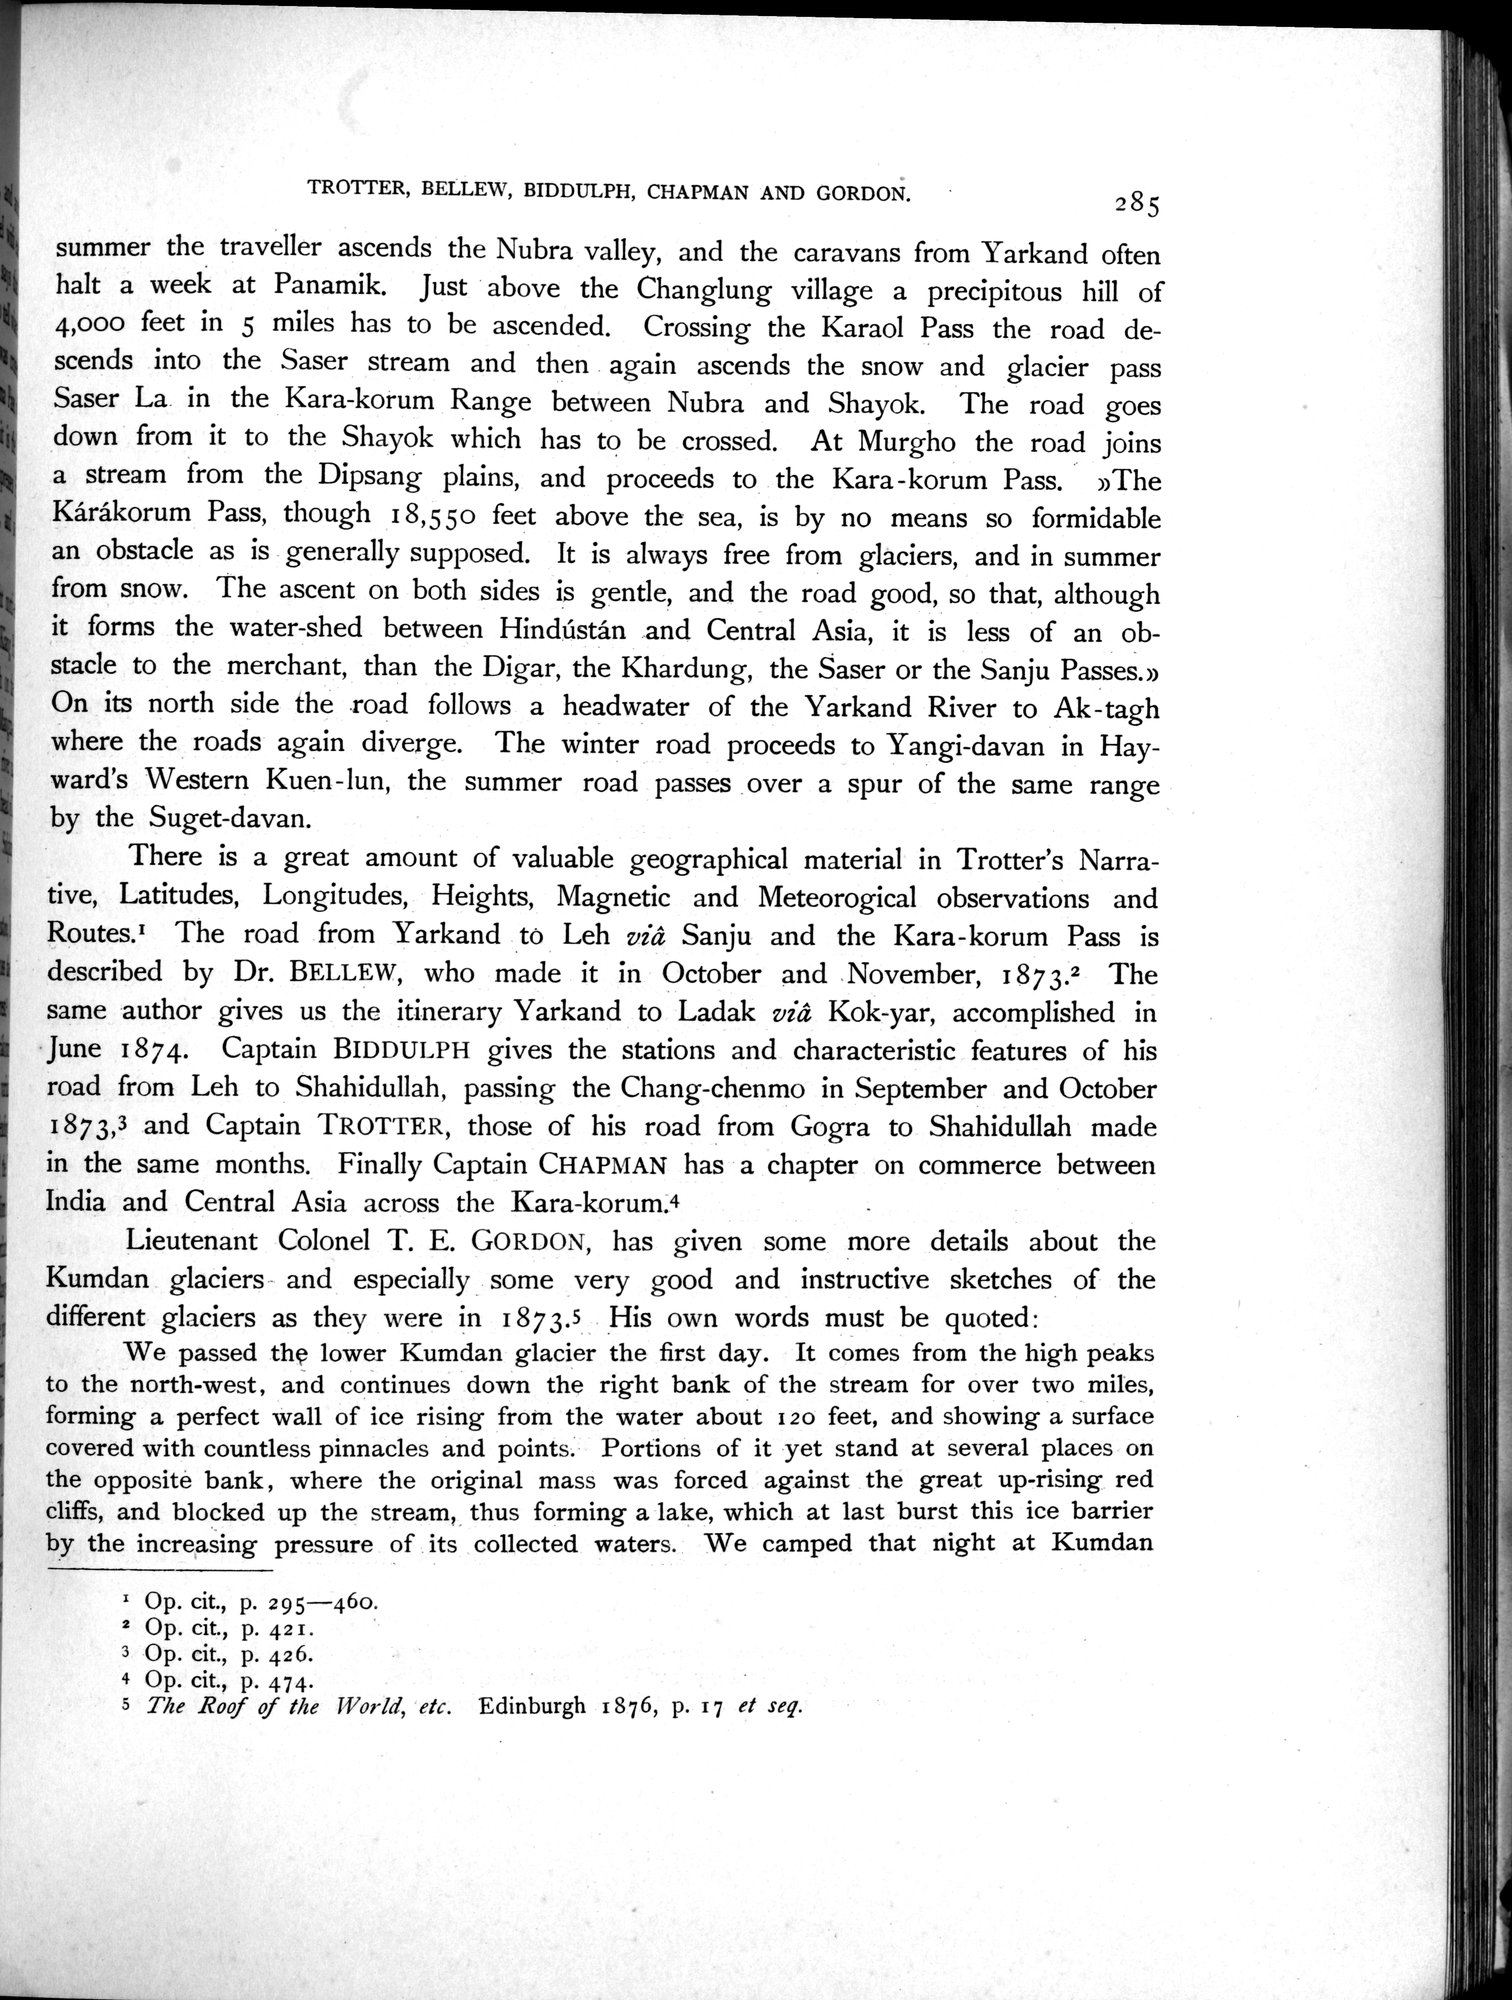 TROTTER, BELLEW, BIDDULPH, CHAPMAN AND GORDON.
285
summer the traveller ascends the Nubra valley, and the caravans from Yarkand often
halt a week at Panamik. Just above the Changlung village a precipitous hill of
4,000 feet in 5 miles has to be ascended. Crossing the Karaol Pass the road de-
scends into the Saser stream and then again ascends the snow and glacier pass
Saser La in the Kara-korum Range between Nubra and Shayok. The road goes
down from it to the Shayok which has to be crossed. At Murgho the road joins
a stream from the Dipsang plains, and proceeds to the Kara-korum Pass. »The
Kárákorum Pass, though 18,550 feet above the sea, is by no means so formidable
an obstacle as is generally supposed. It is always free from glaciers, and in summer
from snow. The ascent on both sides is gentle, and the road good, so that, although
it forms the water-shed between Hindústán and Central Asia, it is less of an ob-
stacle to the merchant, than the Digar, the Khardung, the Saser or the Sanju Passes.»
On its north side the road follows a headwater of the Yarkand River to Ak-tagh
where the roads again diverge. The winter road proceeds to Yangi-davan in Hay-
ward's Western Kuen-lun, the summer road passes over a spur of the same range
by the Suget-davan.
There is a great amount of valuable geographical material in Trotter's Narra-
tive, Latitudes, Longitudes, Heights, Magnetic and Meteorogical observations and
Routes.¹ The road from Yarkand to Leh viâ Sanju and the Kara-korum Pass is
described by Dr. BELLEW, who made it in October and November, 1873.² The
same author gives us the itinerary Yarkand to Ladak viâ Kok-yar, accomplished in
June 1874. Captain BIDDULPH gives the stations and characteristic features of his
road from Leh to Shahidullah, passing the Chang-chenmo in September and October
1873,³ and Captain TROTTER, those of his road from Gogra to Shahidullah made
in the same months. Finally Captain CHAPMAN has a chapter on commerce between
India and Central Asia across the Kara-korum.⁴
Lieutenant Colonel T. E. GORDON, has given some more details about the
Kumdan glaciers and especially some very good and instructive sketches of the
different glaciers as they were in 1873.⁵ His own words must be quoted:
We passed the lower Kumdan glacier the first day. It comes from the high peaks
to the north-west, and continues down the right bank of the stream for over two miles,
forming a perfect wall of ice rising from the water about 120 feet, and showing a surface
covered with countless pinnacles and points. Portions of it yet stand at several places on
the opposite bank, where the original mass was forced against the great up-rising red
cliffs, and blocked up the stream, thus forming a lake, which at last burst this ice barrier
by the increasing pressure of its collected waters. We camped that night at Kumdan
¹ Op. cit., p. 295—460.
² Op. cit., p. 421.
³ Op. cit., p. 426.
⁴ Op. cit., p. 474.
⁵ The Roof of the World, etc. Edinburgh 1876, p. 17 et seq.